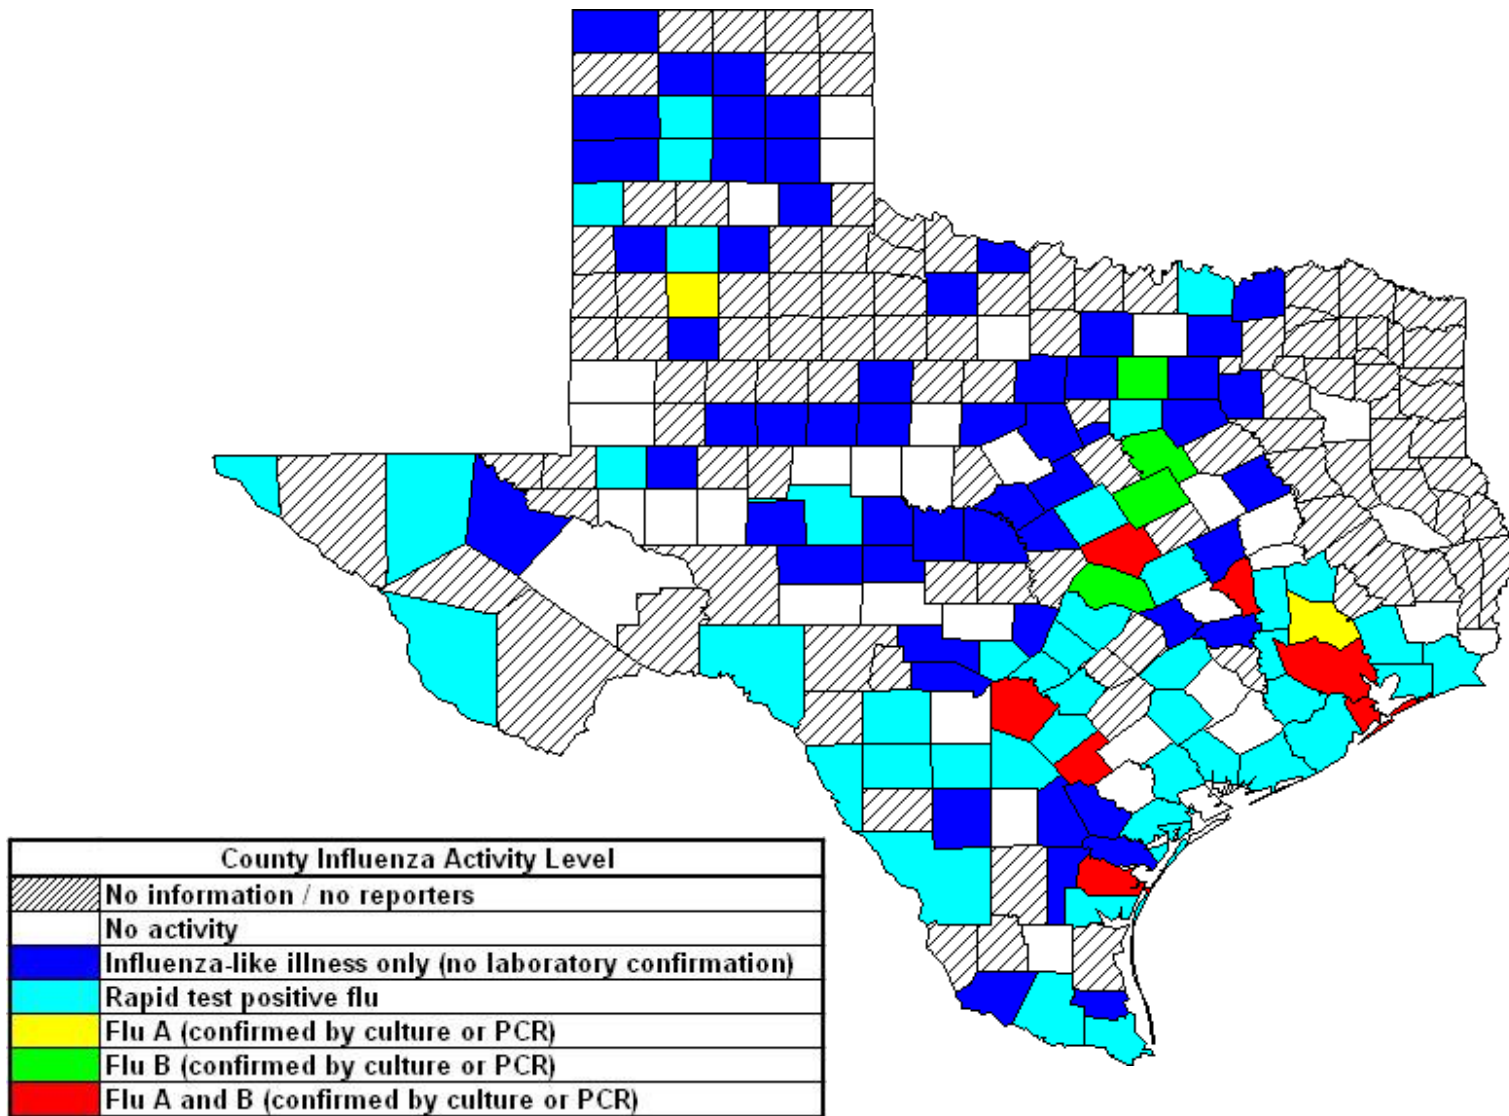 County Influenza Activity Level
No information / no reporters
No activity
Influenza-like illness only (no laboratory confirmation)
Rapid test positive flu
Flu A (confirmed by culture or PCR)
Flu B (confirmed by culture or PCR)
Flu A and B (confirmed by culture or PCR)